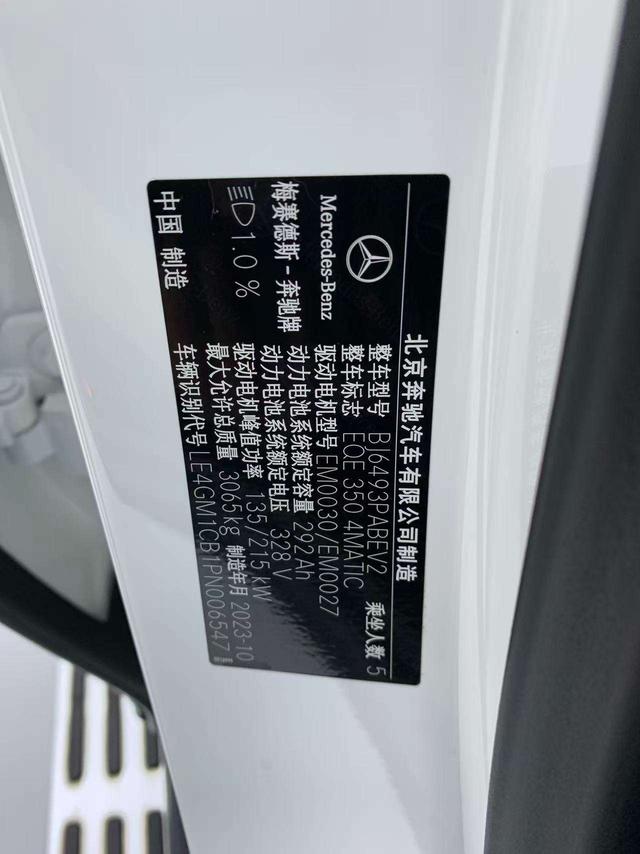 北京奔驰汽车有限公司制造
Mercedes-Benz
梅赛德斯-奔驰牌
1.0 %
中国 制造
整车型号 BJ6493PABEV2
整车标志 EQE 350 4MATIC 乘坐人数 5
驱动电机型号 EM0030/EM0027
动力电池系统额定容量 292Ah
动力电池系统额定电压 328 V
驱动电机峰值功率 135/215kW
最大允许总质量 3065kg 制造年月 2023-10
车辆识别代号 LE4GM1CB1PN006547